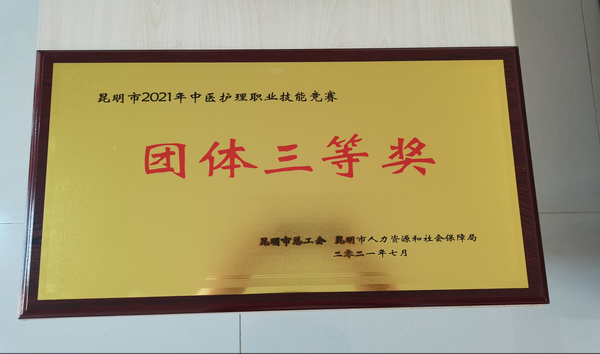 昆明市2021年中医护理职业技能竞赛
团体三等奖
昆明市总工会 昆明市人力资源和社会保障局
二零二一年七月